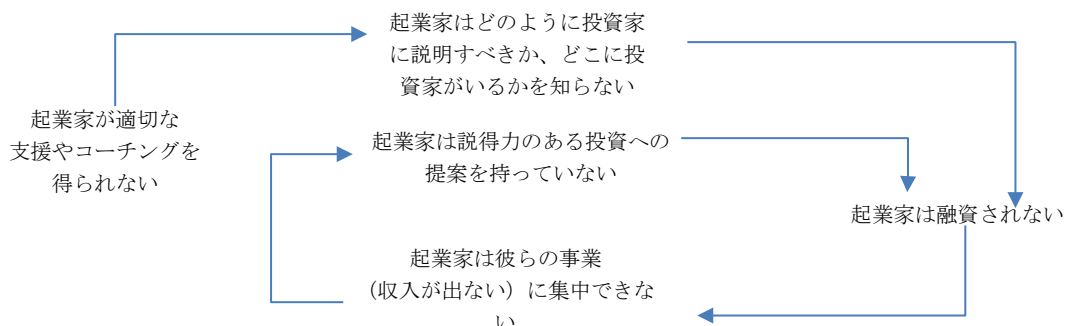 起業家はどのように投資家
に説明すべきか、どこに投
資家がいるかを知らない
起業家が適切な
支援やコーチングを
得られない
起業家は説得力のある投資への
提案を持っていない
起業家は融資されない
起業家は彼らの事業
（収入が出ない）に集中できな
い